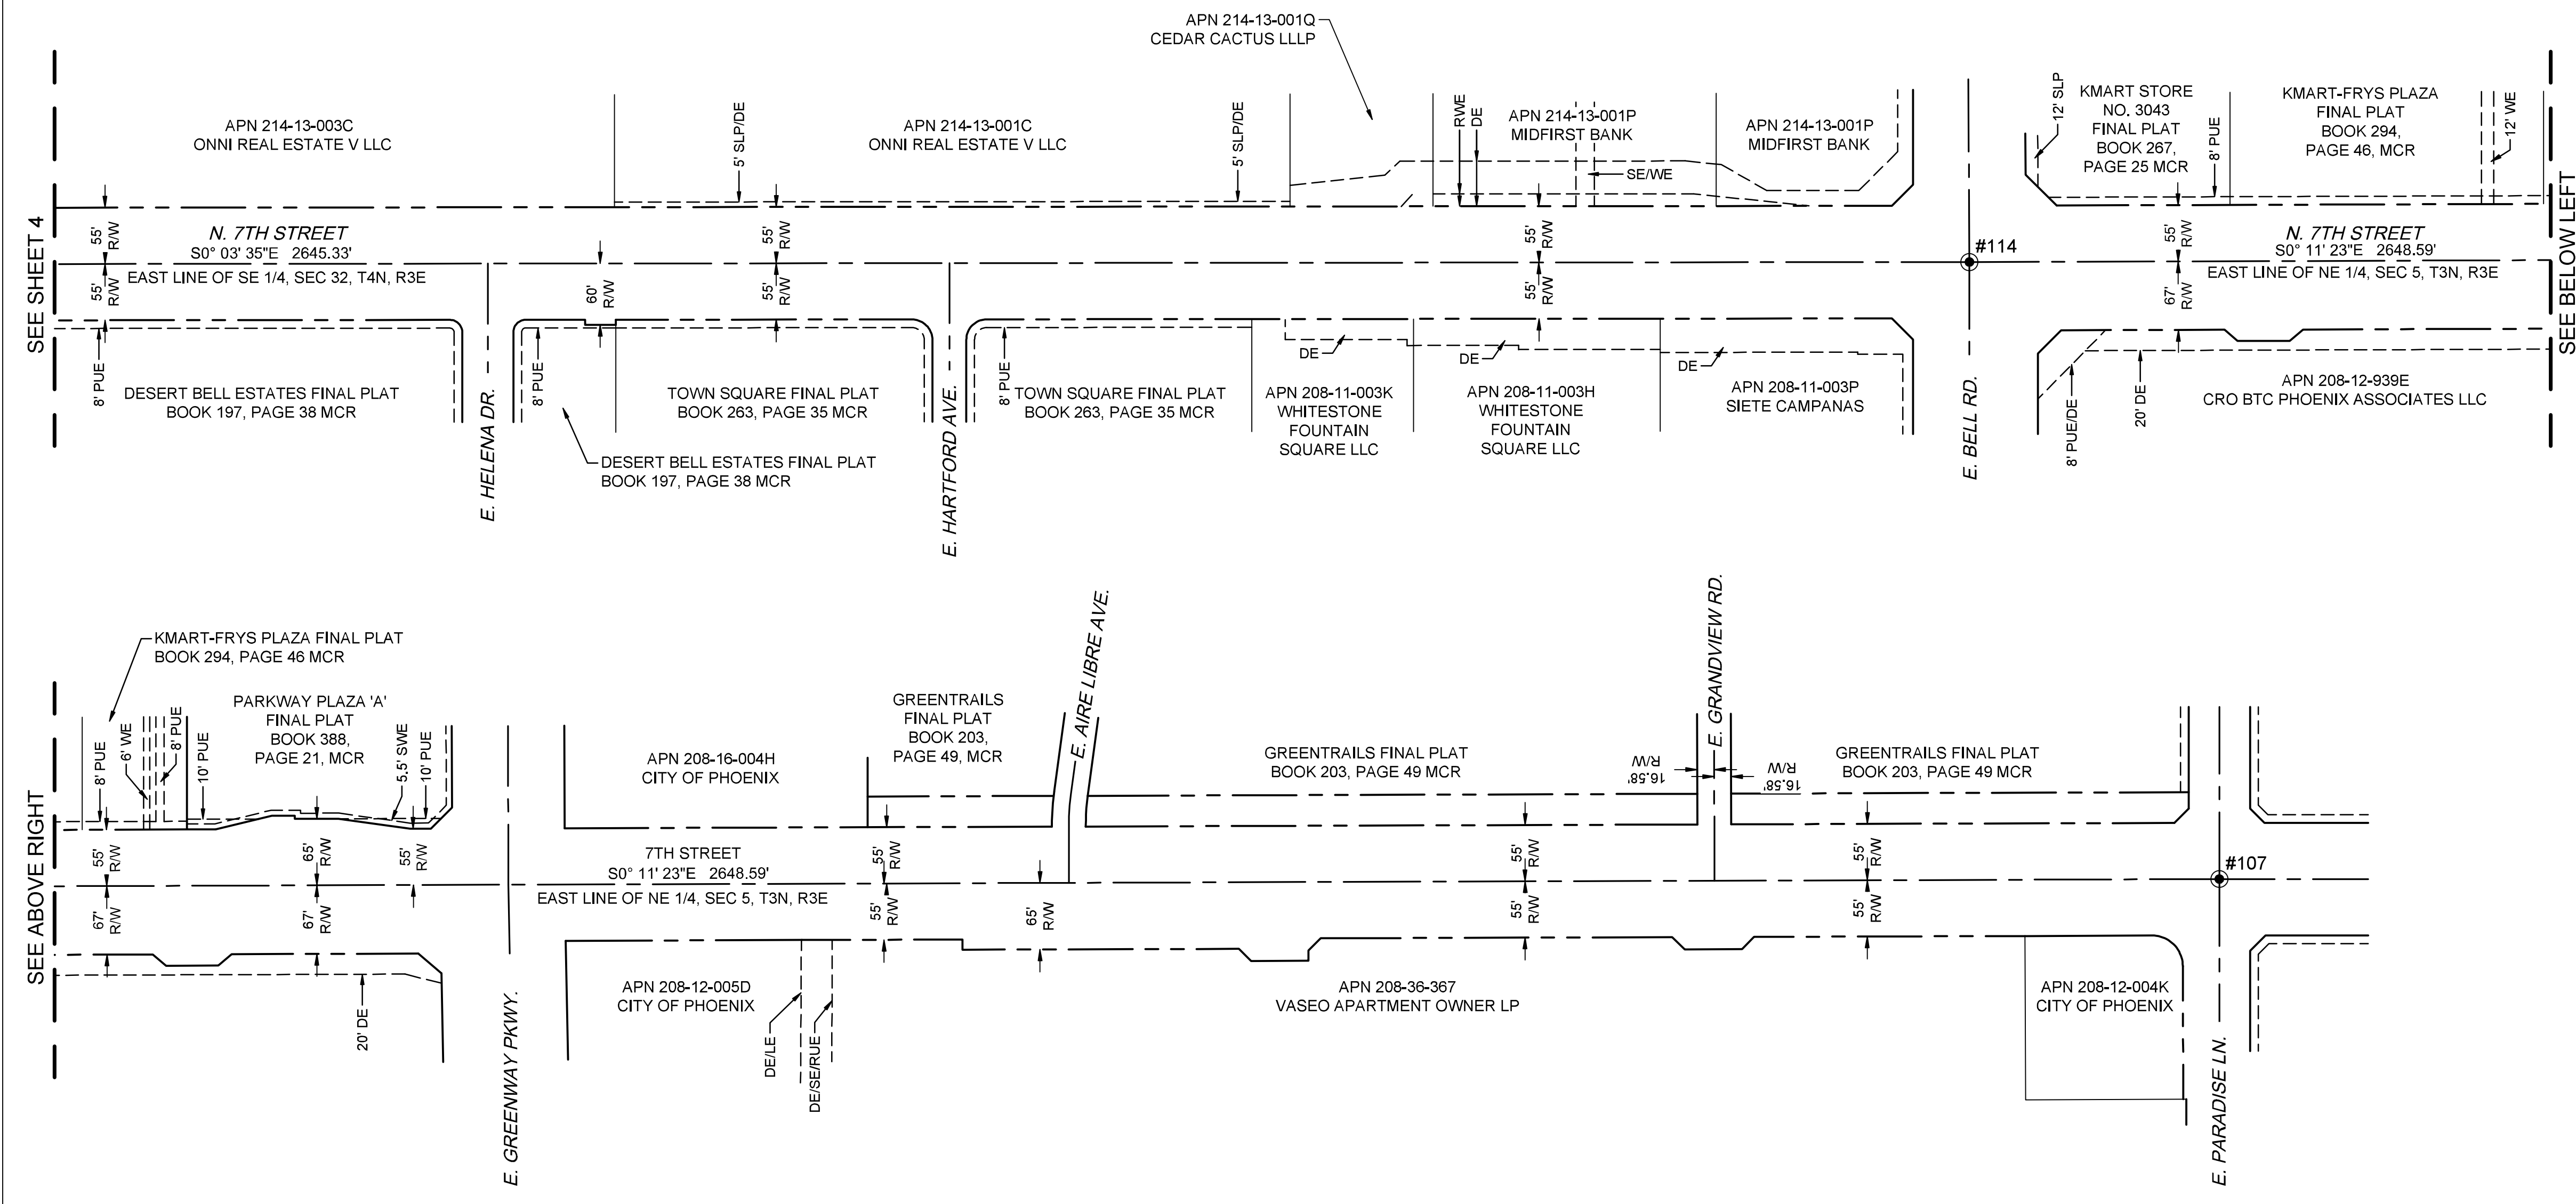 APN 214-13-001Q
CEDAR CACTUS LLLP
SEE SHEET 4
APN 214-13-003C
ONNI REAL ESTATE V LLC
5' SLP/DE
APN 214-13-001C
ONNI REAL ESTATE V LLC
5' SLP/DE
RWE
DE
APN 214-13-001P
MIDFIRST BANK
SE/WE
APN 214-13-001P
MIDFIRST BANK
12' SLP
KMART STORE
NO. 3043
FINAL PLAT
BOOK 267,
PAGE 25 MCR
8' PUE
KMART-FRYS PLAZA
FINAL PLAT
BOOK 294,
PAGE 46, MCR
12' WE
SEE BELOW LEFT
55'
R/W
55'
R/W
N. 7TH STREET
S0° 03' 35"E 2645.33'
EAST LINE OF SE 1/4, SEC 32, T4N, R3E
60'
R/W
55'
R/W
55'
R/W
55'
R/W
55'
R/W
#114
55'
R/W
67'
R/W
N. 7TH STREET
S0° 11' 23"E 2648.59'
EAST LINE OF NE 1/4, SEC 5, T3N, R3E
8' PUE
DESERT BELL ESTATES FINAL PLAT
BOOK 197, PAGE 38 MCR
E. HELENA DR.
8' PUE
DESERT BELL ESTATES FINAL PLAT
BOOK 197, PAGE 38 MCR
TOWN SQUARE FINAL PLAT
BOOK 263, PAGE 35 MCR
E. HARTFORD AVE.
8' PUE
TOWN SQUARE FINAL PLAT
BOOK 263, PAGE 35 MCR
DE
APN 208-11-003K
WHITESTONE
FOUNTAIN
SQUARE LLC
DE
APN 208-11-003H
WHITESTONE
FOUNTAIN
SQUARE LLC
DE
APN 208-11-003P
SIETE CAMPANAS
E. BELL RD.
8' PUE/DE
20' DE
APN 208-12-939E
CRO BTC PHOENIX ASSOCIATES LLC
SEE ABOVE RIGHT
KMART-FRYS PLAZA FINAL PLAT
BOOK 294, PAGE 46 MCR
8' PUE
6' WE
8' PUE
10' PUE
PARKWAY PLAZA 'A'
FINAL PLAT
BOOK 388,
PAGE 21, MCR
5.5' SWE
10' PUE
APN 208-16-004H
CITY OF PHOENIX
GREENTRAILS
FINAL PLAT
BOOK 203,
PAGE 49, MCR
E. AIRE LIBRE AVE.
GREENTRAILS FINAL PLAT
BOOK 203, PAGE 49 MCR
16.58'
R/W
E. GRANDVIEW RD.
16.58'
R/W
GREENTRAILS FINAL PLAT
BOOK 203, PAGE 49 MCR
55'
R/W
67'
R/W
65'
R/W
67'
R/W
55'
R/W
7TH STREET
S0° 11' 23"E 2648.59'
EAST LINE OF NE 1/4, SEC 5, T3N, R3E
55'
R/W
55'
R/W
65'
R/W
55'
R/W
55'
R/W
55'
R/W
55'
R/W
#107
20' DE
E. GREENWAY PKWY.
APN 208-12-005D
CITY OF PHOENIX
DE/LE
DE/SE/RUE
APN 208-36-367
VASEO APARTMENT OWNER LP
APN 208-12-004K
CITY OF PHOENIX
E. PARADISE LN.